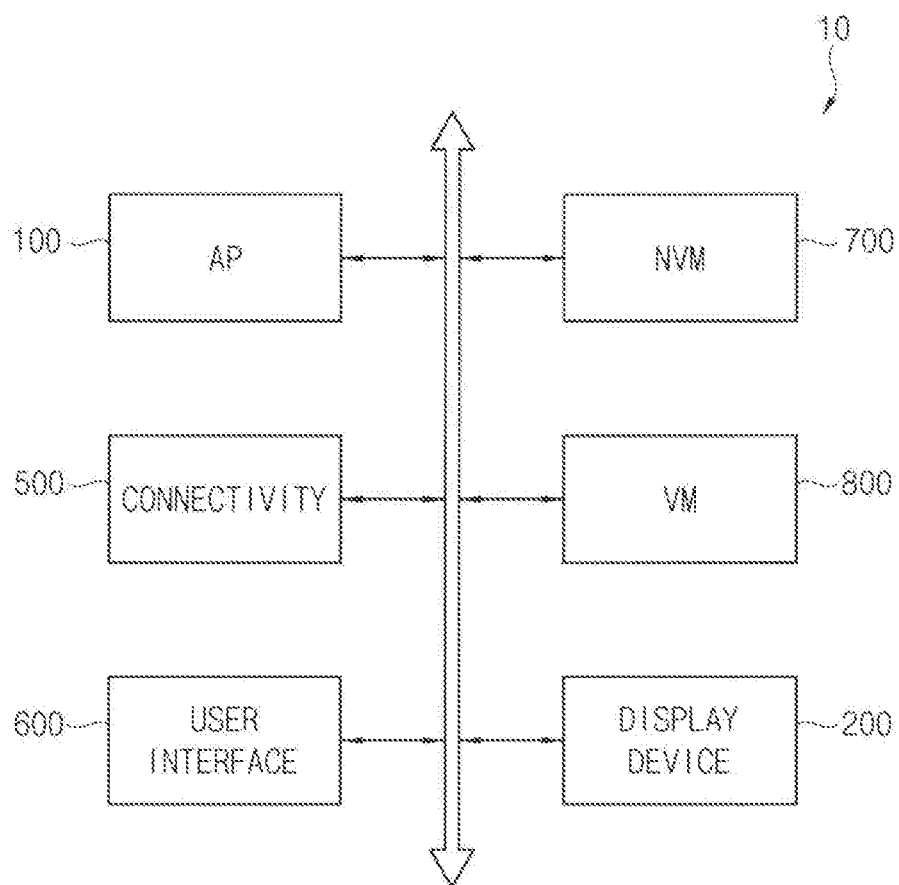 10
100
AP
NVM
700
500
CONNECTIVITY
VM
800
600
USER
INTERFACE
DISPLAY
DEVICE
200